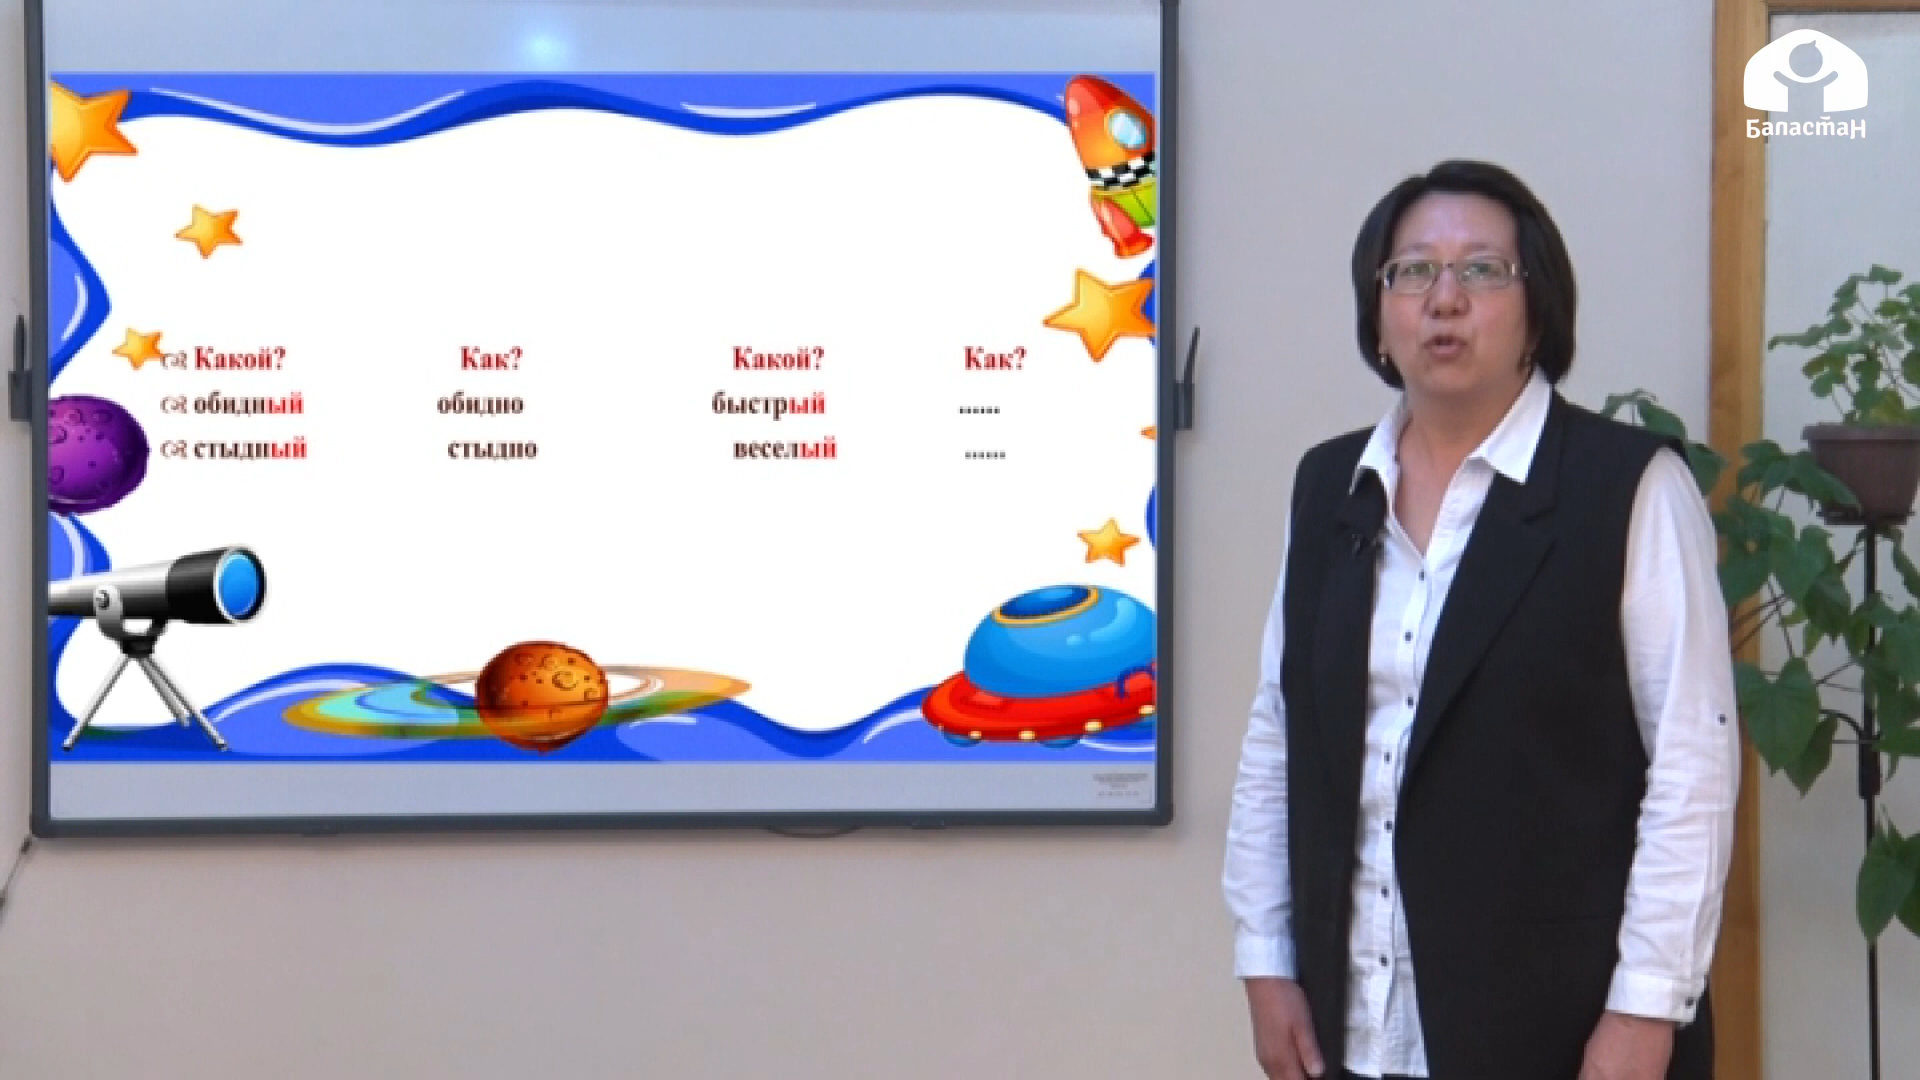 Баластан
Какой? Как? Какой? Как?
обидный обидно быстрый ......
стыдный стыдно веселый ......